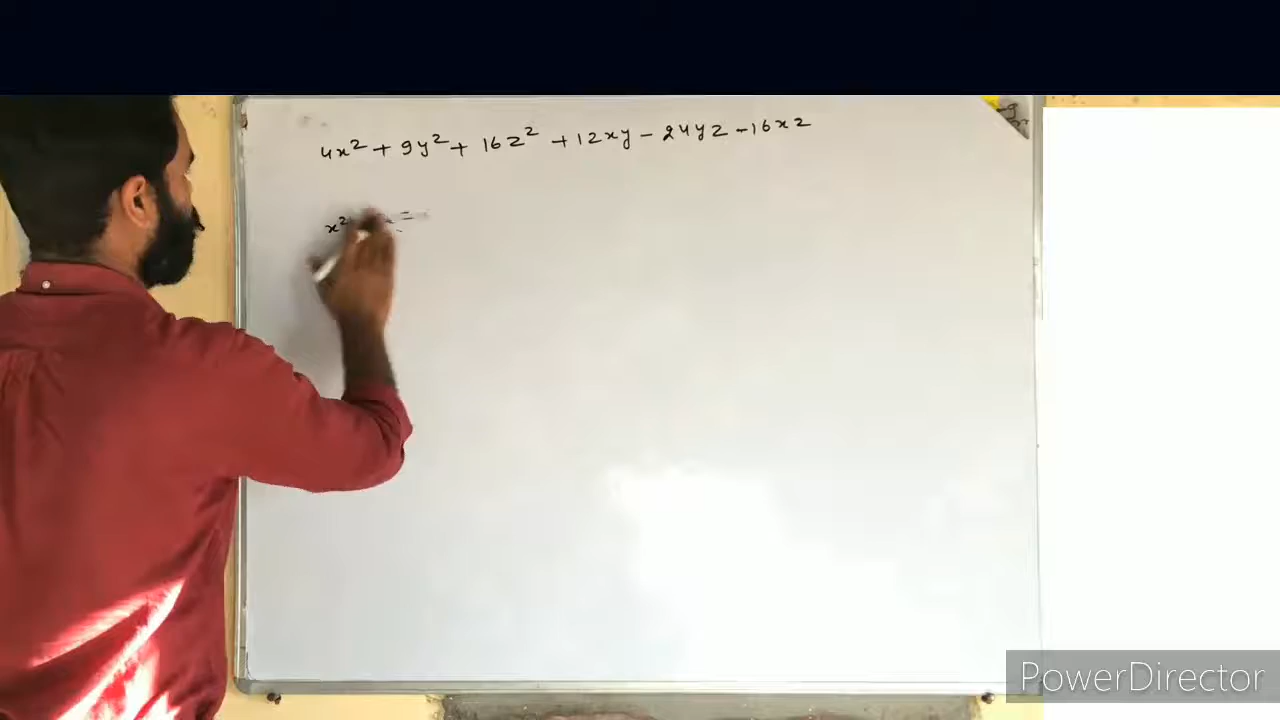 4x² + 9y² + 16z² + 12xy - 24yz - 16xz
x² =
PowerDirector